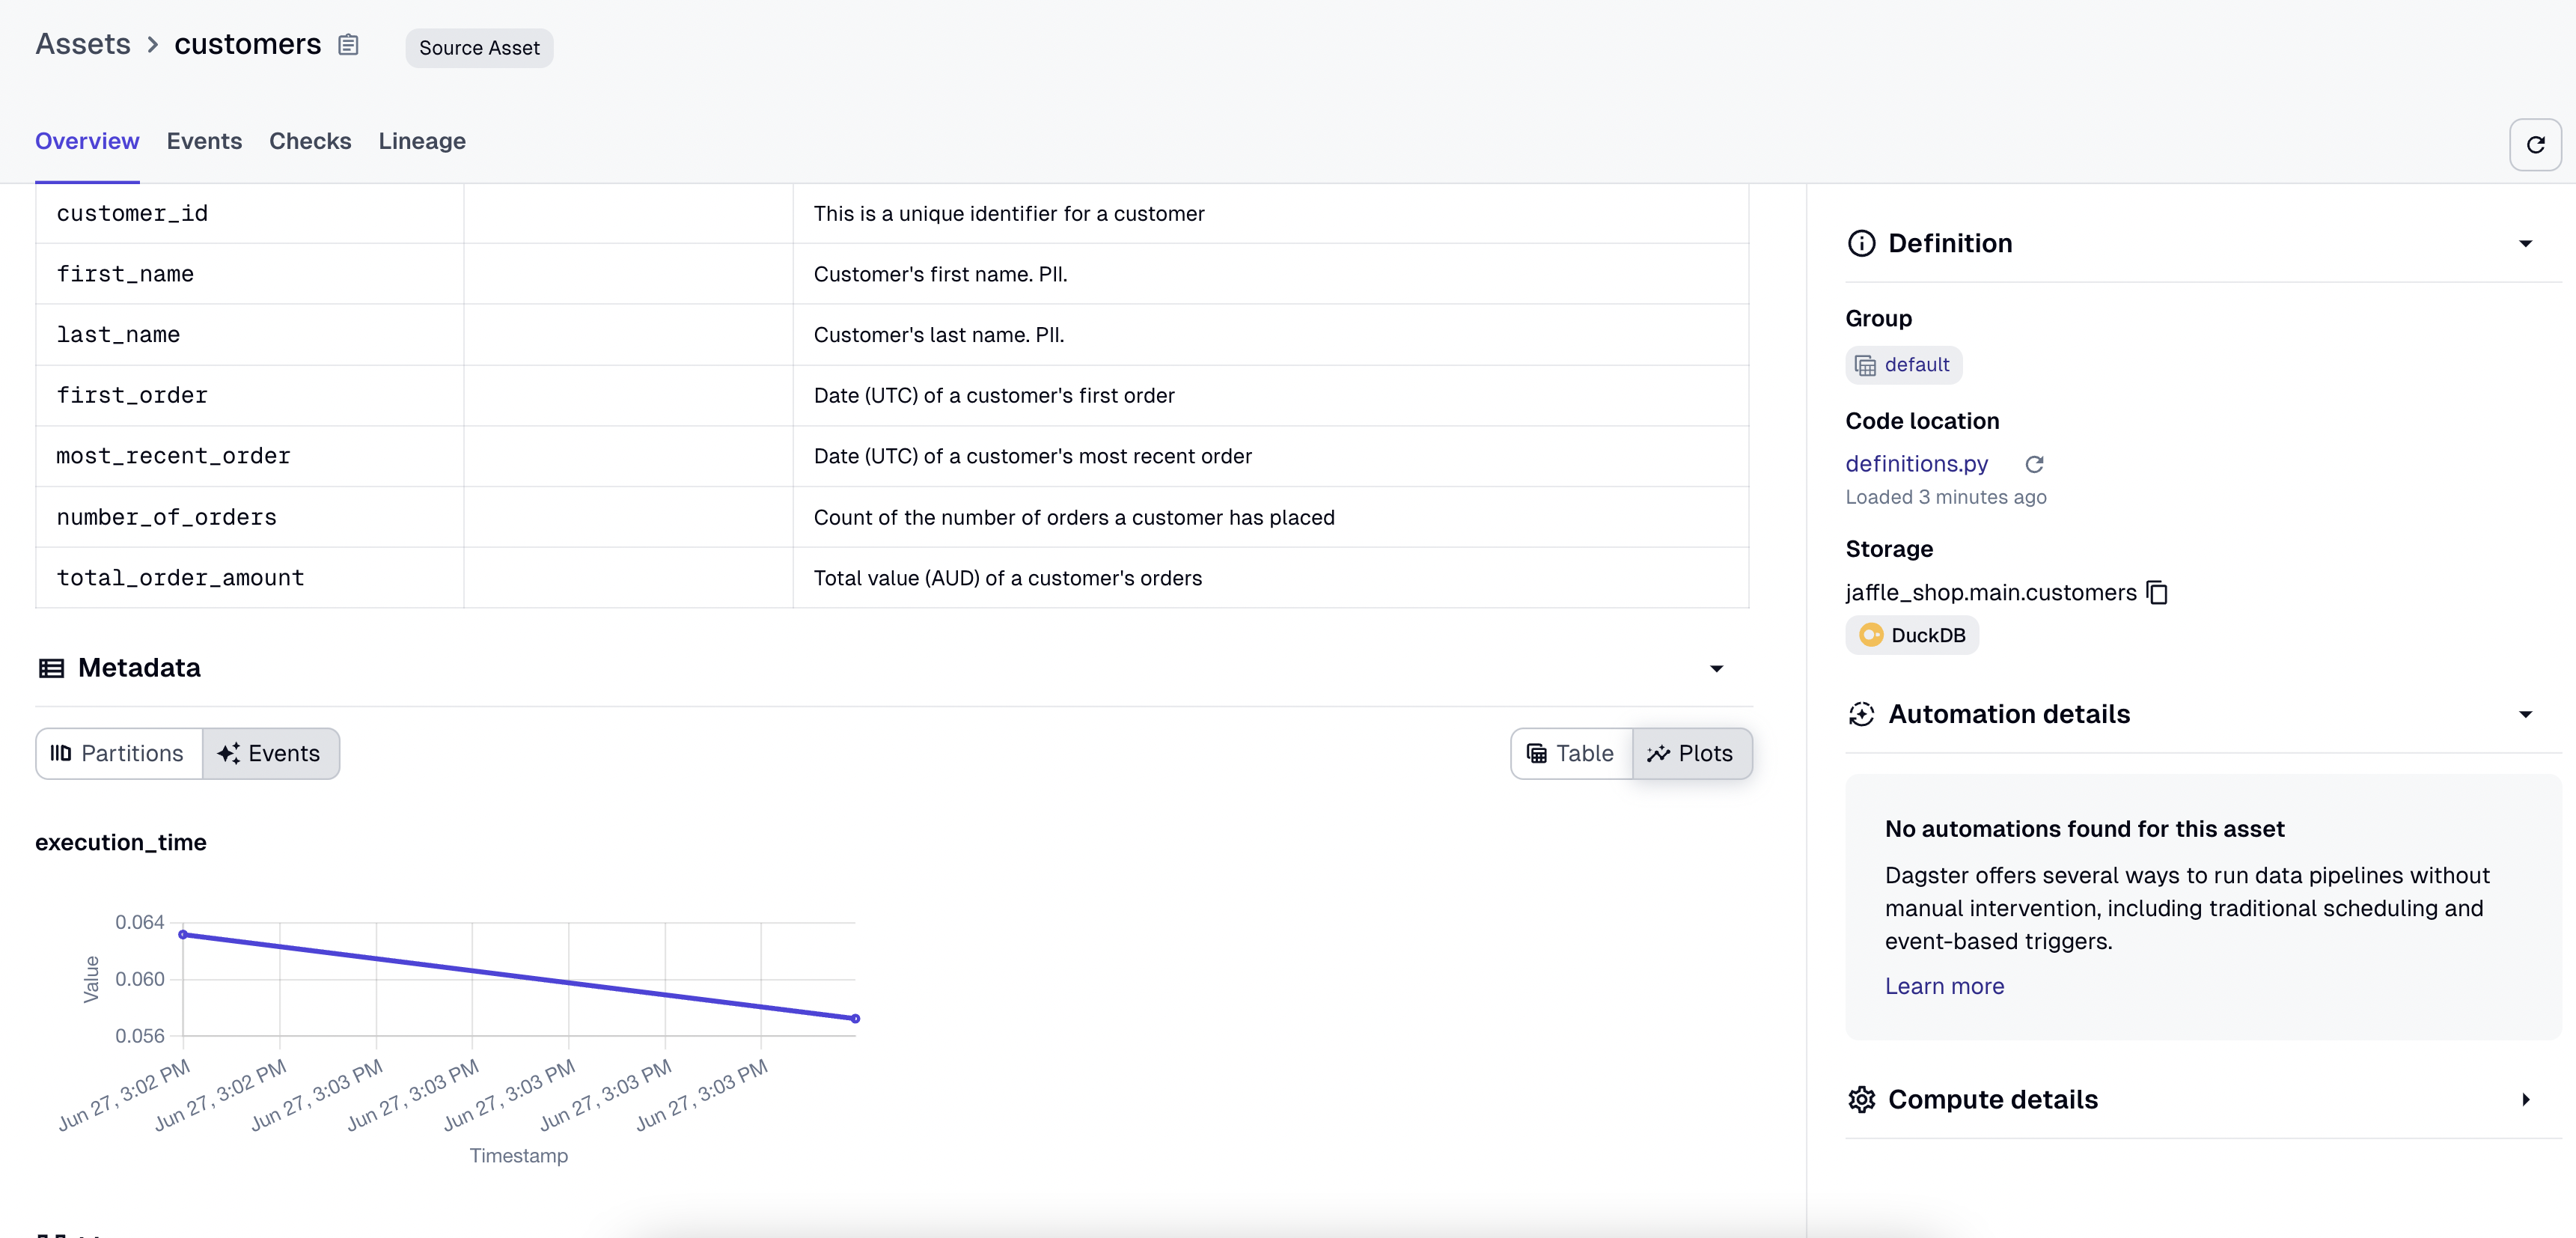 Assets > customers
Source Asset
Overview Events Checks Lineage
customer_id This is a unique identifier for a customer
first_name Customer's first name. PII.
last_name Customer's last name. PII.
first_order Date (UTC) of a customer's first order
most_recent_order Date (UTC) of a customer's most recent order
number_of_orders Count of the number of orders a customer has placed
total_order_amount Total value (AUD) of a customer's orders
Metadata
Partitions Events
Table Plots
execution_time
0.064
0.060
0.056
Value
Jun 27, 3:02 PM
Jun 27, 3:02 PM
Jun 27, 3:03 PM
Jun 27, 3:03 PM
Jun 27, 3:03 PM
Jun 27, 3:03 PM
Jun 27, 3:03 PM
Timestamp
Definition
Group
default
Code location
definitions.py
Loaded 3 minutes ago
Storage
jaffle_shop.main.customers
DuckDB
Automation details
No automations found for this asset
Dagster offers several ways to run data pipelines without
manual intervention, including traditional scheduling and
event-based triggers.
Learn more
Compute details